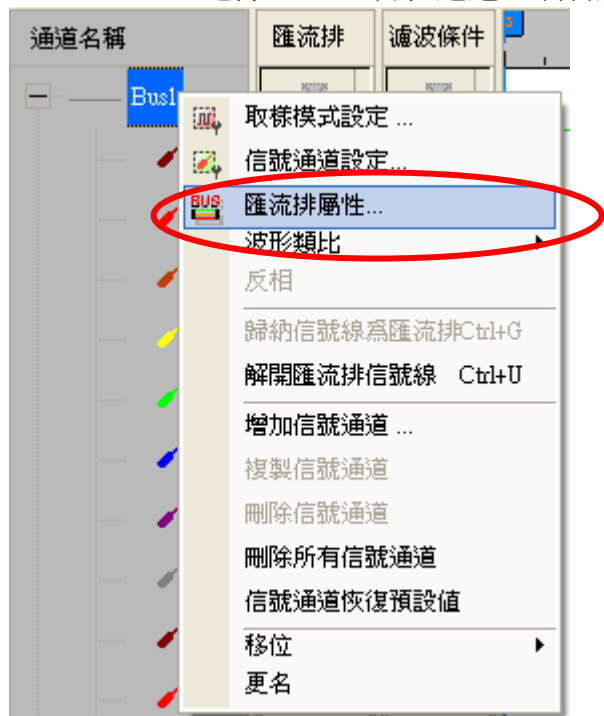 通道名稱 匯流排 濾波條件
Bus1
取樣模式設定 ...
信號通道設定...
BUS 匯流排屬性...
波形類比
反相
歸納信號線為匯流排Ctrl+G
解開匯流排信號線 Ctrl+U
增加信號通道 ...
複製信號通道
刪除信號通道
刪除所有信號通道
信號通道恢復預設值
移位
更名